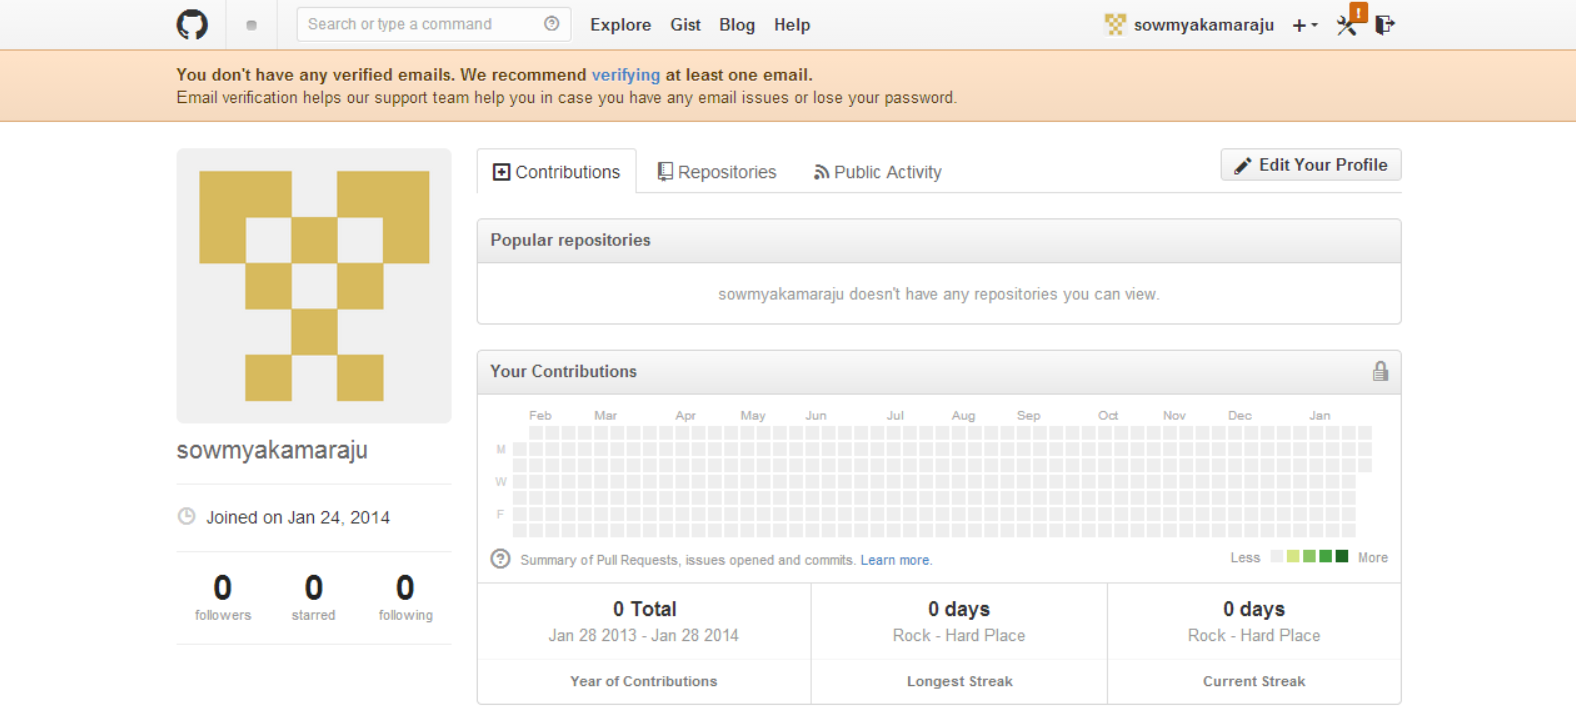 Search or type a command
Explore Gist Blog Help
sowmyakamaraju
You don't have any verified emails. We recommend verifying at least one email.
Email verification helps our support team help you in case you have any email issues or lose your password.
Contributions Repositories Public Activity
Edit Your Profile
Popular repositories
sowmyakamaraju doesn't have any repositories you can view.
Your Contributions
Feb Mar Apr May Jun Jul Aug Sep Oct Nov Dec Jan
M
W
F
Summary of Pull Requests, issues opened and commits. Learn more.
Less More
0 Total
Jan 28 2013 - Jan 28 2014
Year of Contributions
0 days
Rock - Hard Place
Longest Streak
0 days
Rock - Hard Place
Current Streak
sowmyakamaraju
Joined on Jan 24, 2014
0 0 0
followers starred following